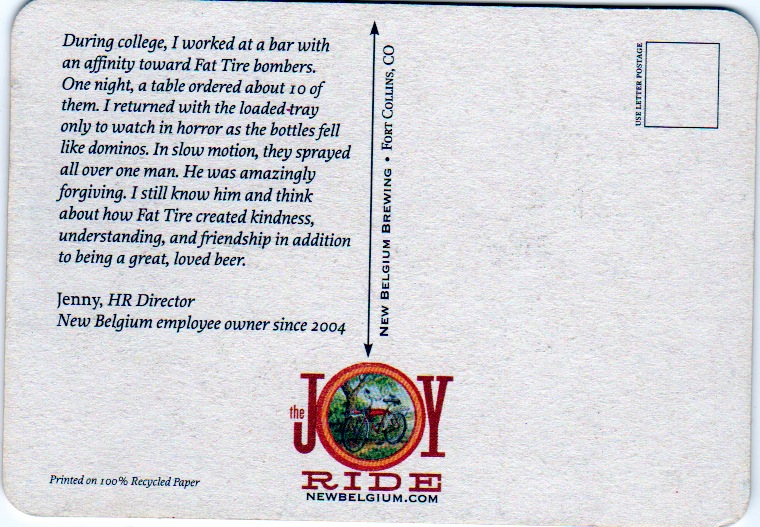 During college, I worked at a bar with
an affinity toward Fat Tire bombers.
One night, a table ordered about 10 of
them. I returned with the loaded tray
only to watch in horror as the bottles fell
like dominos. In slow motion, they sprayed
all over one man. He was amazingly
forgiving. I still know him and think
about how Fat Tire created kindness,
understanding, and friendship in addition
to being a great, loved beer.
Jenny, HR Director
New Belgium employee owner since 2004
Printed on 100% Recycled Paper
NEW BELGIUM BREWING • FORT COLLINS, CO
the JOY
RIDE
NEWBELGIUM.COM
USE LETTER POSTAGE